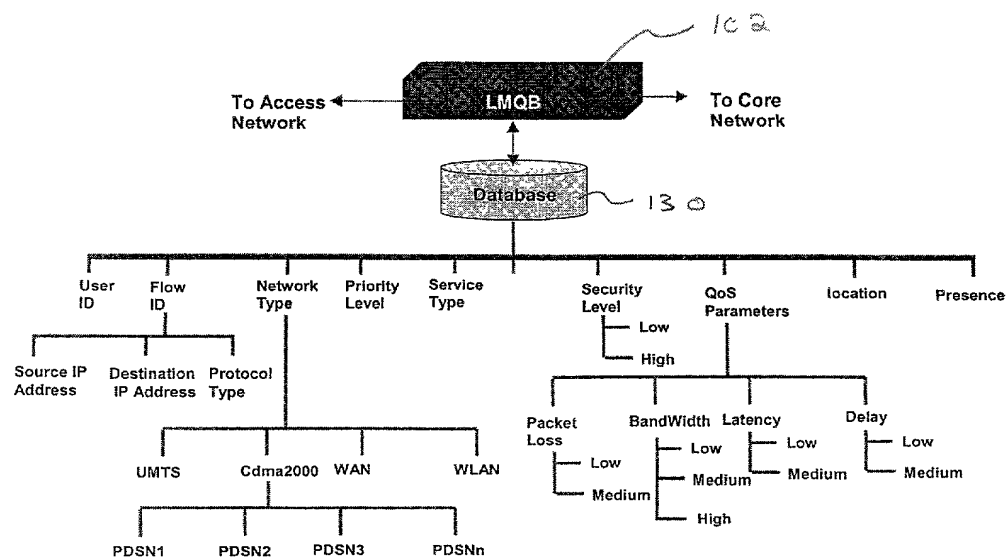 102
To Access
Network
LMQB
To Core
Network
Database
130
User
ID
Flow
ID
Network
Type
Priority
Level
Service
Type
Security
Level
QoS
Parameters
location
Presence
Low
High
Source IP
Address
Destination
IP Address
Protocol
Type
Packet
Loss
BandWidth
Latency
Delay
Low
Medium
Low
Medium
High
Low
Medium
Low
Medium
UMTS
Cdma2000
WAN
WLAN
PDSN1
PDSN2
PDSN3
PDSNn